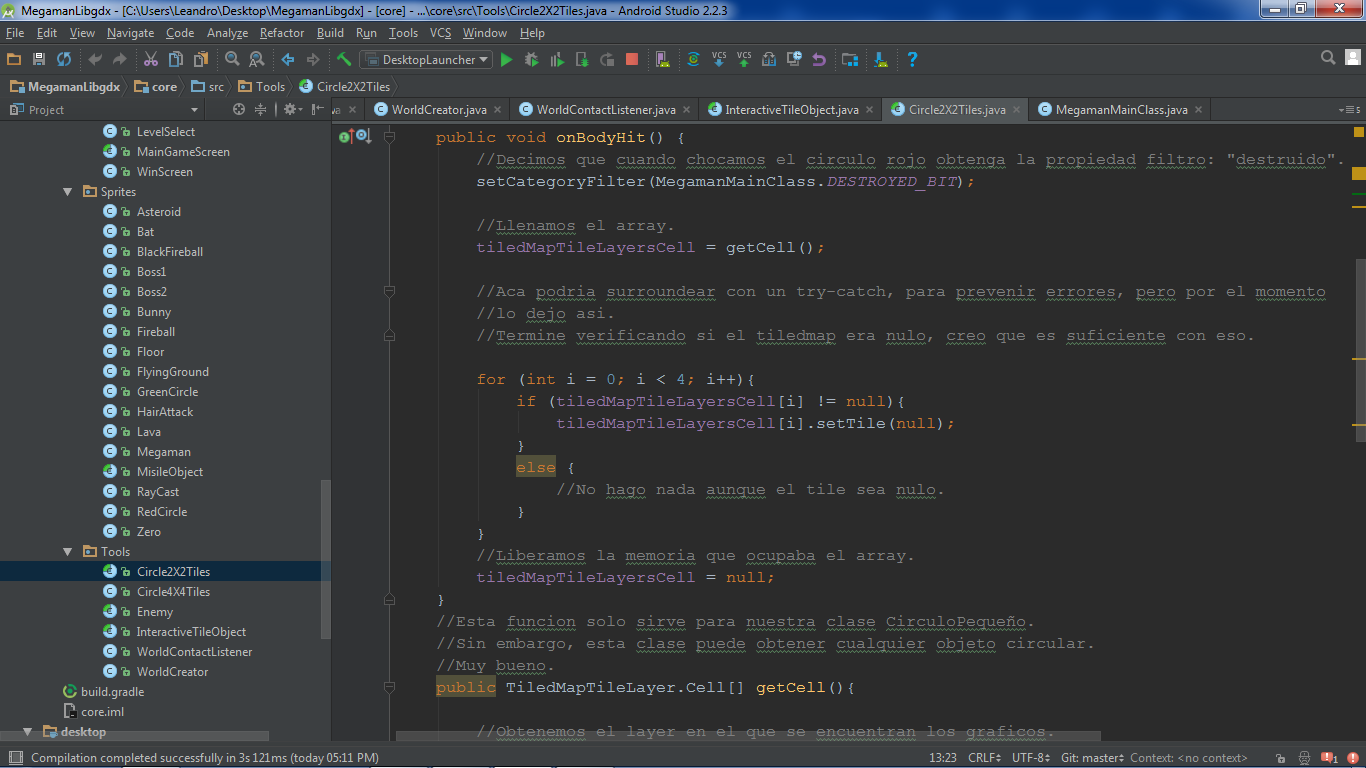 MegamanLibgdx - [C:\Users\Leandro\Desktop\MegamanLibgdx] - [core] - ...\core\src\Tools\Circle2X2Tiles.java - Android Studio 2.2.3
File Edit View Navigate Code Analyze Refactor Build Run Tools VCS Window Help
DesktopLauncher VCS VCS
MegamanLibgdx core src Tools Circle2X2Tiles
Project
va WorldCreator.java WorldContactListener.java InteractiveTileObject.java Circle2X2Tiles.java MegamanMainClass.java
LevelSelect
MainGameScreen
WinScreen
Sprites
Asteroid
Bat
BlackFireball
Boss1
Boss2
Bunny
Fireball
Floor
FlyingGround
GreenCircle
HairAttack
Lava
Megaman
MisileObject
RayCast
RedCircle
Zero
Tools
Circle2X2Tiles
Circle4X4Tiles
Enemy
InteractiveTileObject
WorldContactListener
WorldCreator
build.gradle
core.iml
desktop
public void onBodyHit() {
//Decimos que cuando chocamos el circulo rojo obtenga la propiedad filtro: "destruido".
setCategoryFilter(MegamanMainClass.DESTROYED_BIT);
//Llenamos el array.
tiledMapTileLayersCell = getCell();
//Aca podria surroundear con un try-catch, para prevenir errores, pero por el momento
//lo dejo asi.
//Termine verificando si el tiledmap era nulo, creo que es suficiente con eso.
for (int i = 0; i < 4; i++){
if (tiledMapTileLayersCell[i] != null){
tiledMapTileLayersCell[i].setTile(null);
}
else {
//No hago nada aunque el tile sea nulo.
}
}
//Liberamos la memoria que ocupaba el array.
tiledMapTileLayersCell = null;
}
//Esta funcion solo sirve para nuestra clase CirculoPequeño.
//Sin embargo, esta clase puede obtener cualquier objeto circular.
//Muy bueno.
public TiledMapTileLayer.Cell[] getCell(){
//Obtenemos el layer en el que se encuentran los graficos.
Compilation completed successfully in 3s 121ms (today 05:11 PM) 13:23 CRLF UTF-8 Git: master Context: <no context> 1